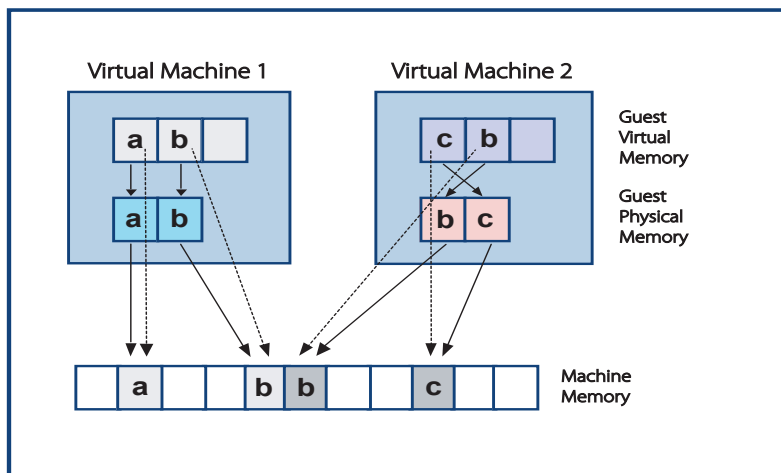 Virtual Machine 1
Virtual Machine 2
a b
c b
Guest
Virtual
Memory
a b
b c
Guest
Physical
Memory
a b b c
Machine
Memory